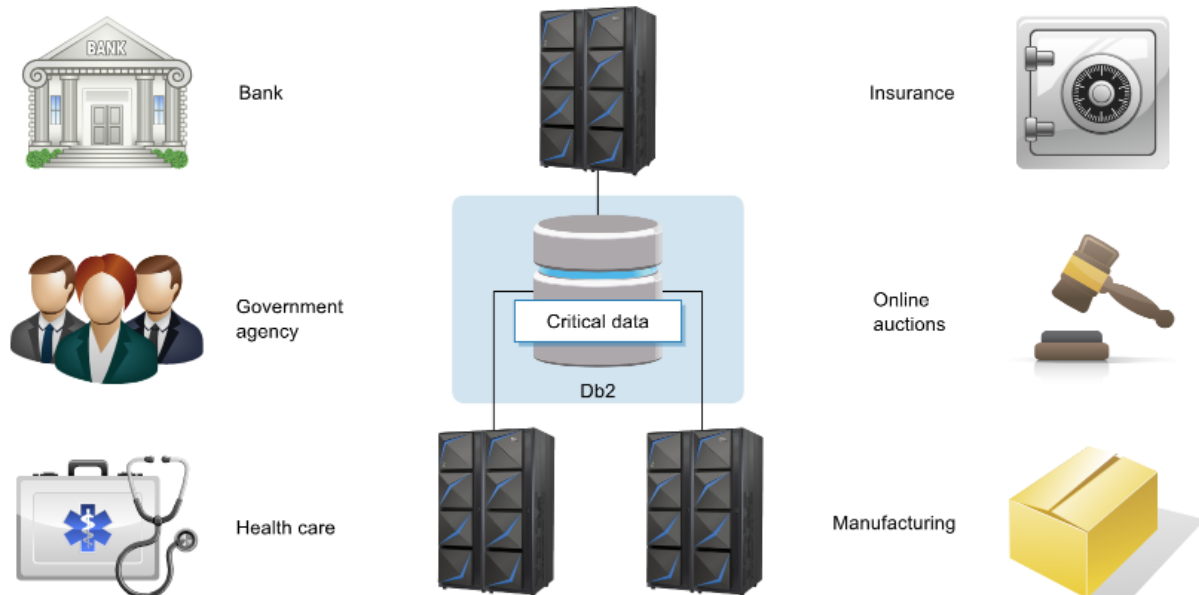 BANK
Bank
Insurance
Government
agency
Online
auctions
Critical data
Db2
Health care
Manufacturing